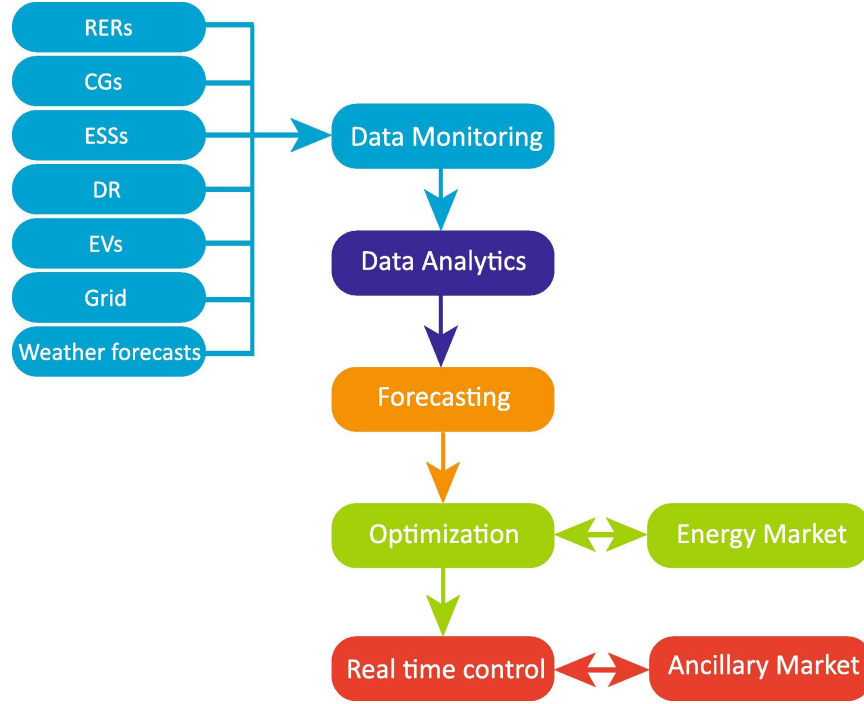 RERs
CGs
ESSs
DR
EVs
Grid
Weather forecasts
Data Monitoring
Data Analytics
Forecasting
Optimization
Energy Market
Real time control
Ancillary Market